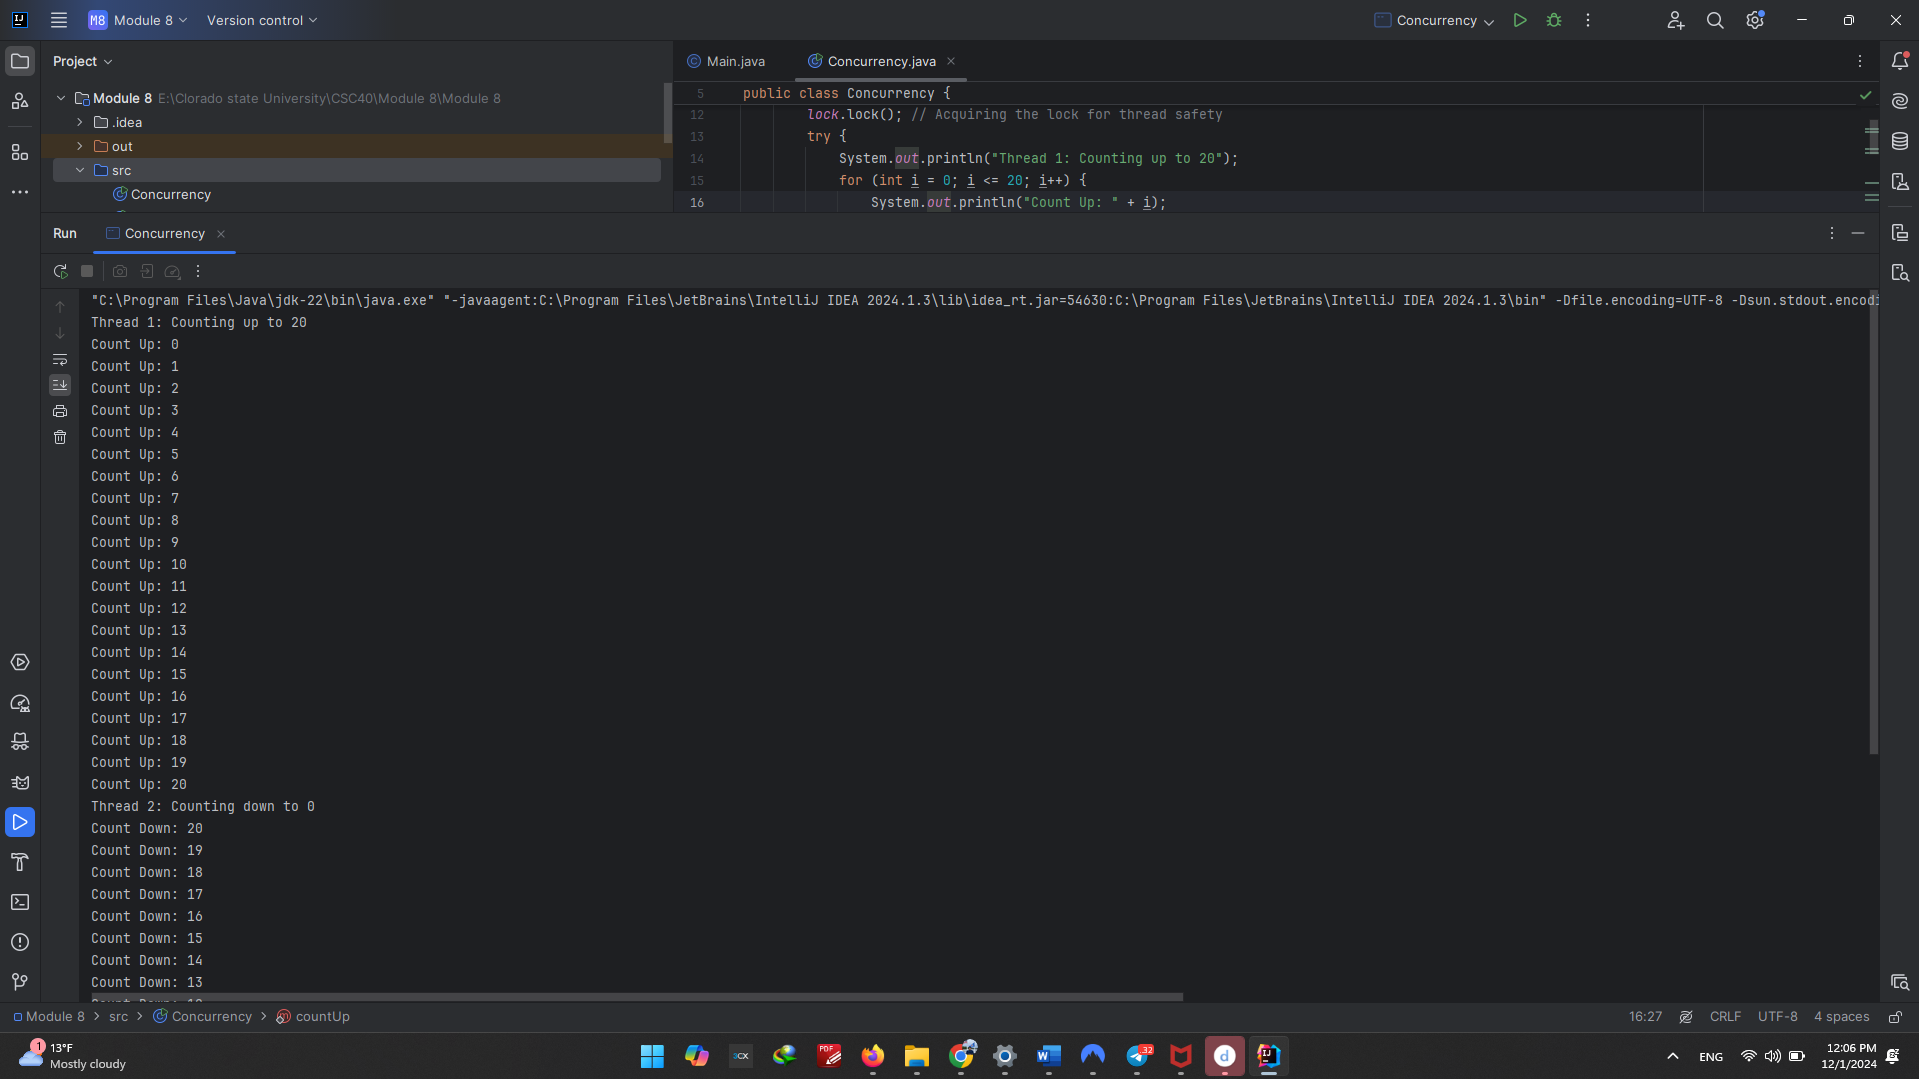 M8 Module 8 Version control Concurrency
Project
Main.java Concurrency.java
Module 8 E:\Clorado state University\CSC40\Module 8\Module 8
.idea
out
src
Concurrency
5 public class Concurrency {
12 lock.lock(); // Acquiring the lock for thread safety
13 try {
14 System.out.println("Thread 1: Counting up to 20");
15 for (int i = 0; i <= 20; i++) {
16 System.out.println("Count Up: " + i);
Run Concurrency
"C:\Program Files\Java\jdk-22\bin\java.exe" "-javaagent:C:\Program Files\JetBrains\IntelliJ IDEA 2024.1.3\lib\idea_rt.jar=54630:C:\Program Files\JetBrains\IntelliJ IDEA 2024.1.3\bin" -Dfile.encoding=UTF-8 -Dsun.stdout.encodi
Thread 1: Counting up to 20
Count Up: 0
Count Up: 1
Count Up: 2
Count Up: 3
Count Up: 4
Count Up: 5
Count Up: 6
Count Up: 7
Count Up: 8
Count Up: 9
Count Up: 10
Count Up: 11
Count Up: 12
Count Up: 13
Count Up: 14
Count Up: 15
Count Up: 16
Count Up: 17
Count Up: 18
Count Up: 19
Count Up: 20
Thread 2: Counting down to 0
Count Down: 20
Count Down: 19
Count Down: 18
Count Down: 17
Count Down: 16
Count Down: 15
Count Down: 14
Count Down: 13
Module 8 > src > Concurrency > countUp
16:27 CRLF UTF-8 4 spaces
1 13°F
Mostly cloudy
3CX PDF 32 d IJ
ENG
12:06 PM
12/1/2024